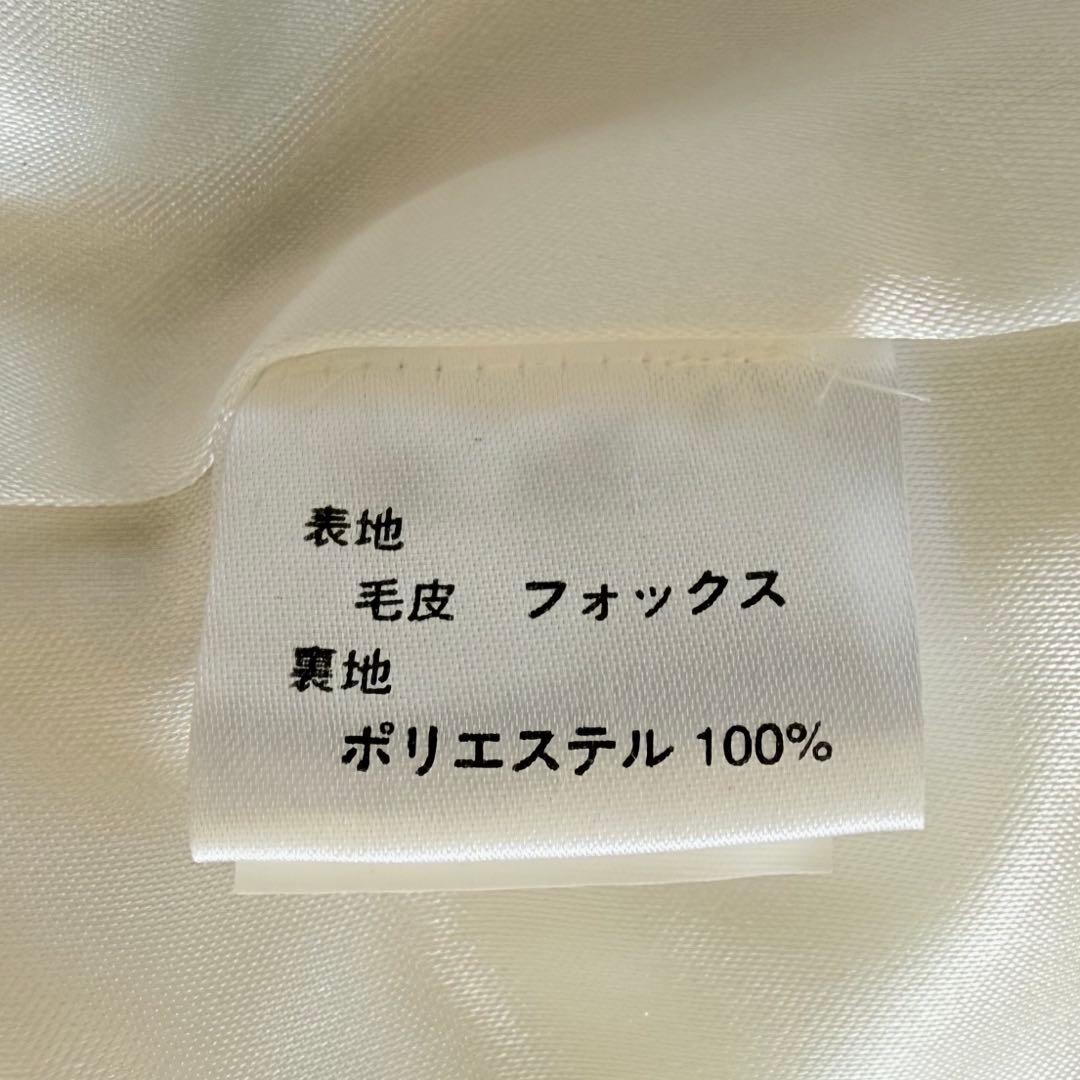 表地
毛皮　フォックス
裏地
ポリエステル 100%